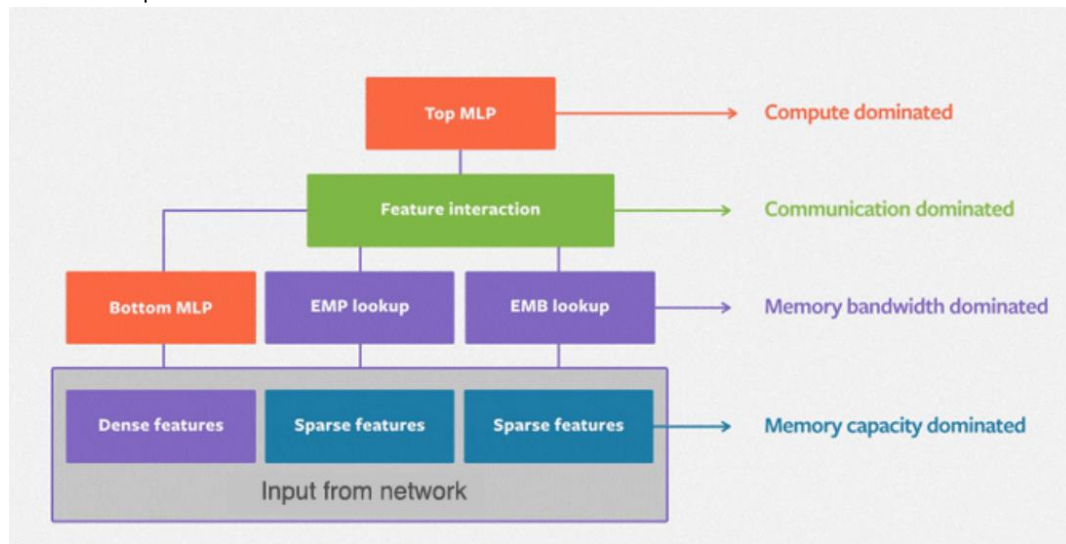 Top MLP
Compute dominated
Feature interaction
Communication dominated
Bottom MLP
EMP lookup
EMB lookup
Memory bandwidth dominated
Dense features
Sparse features
Sparse features
Memory capacity dominated
Input from network